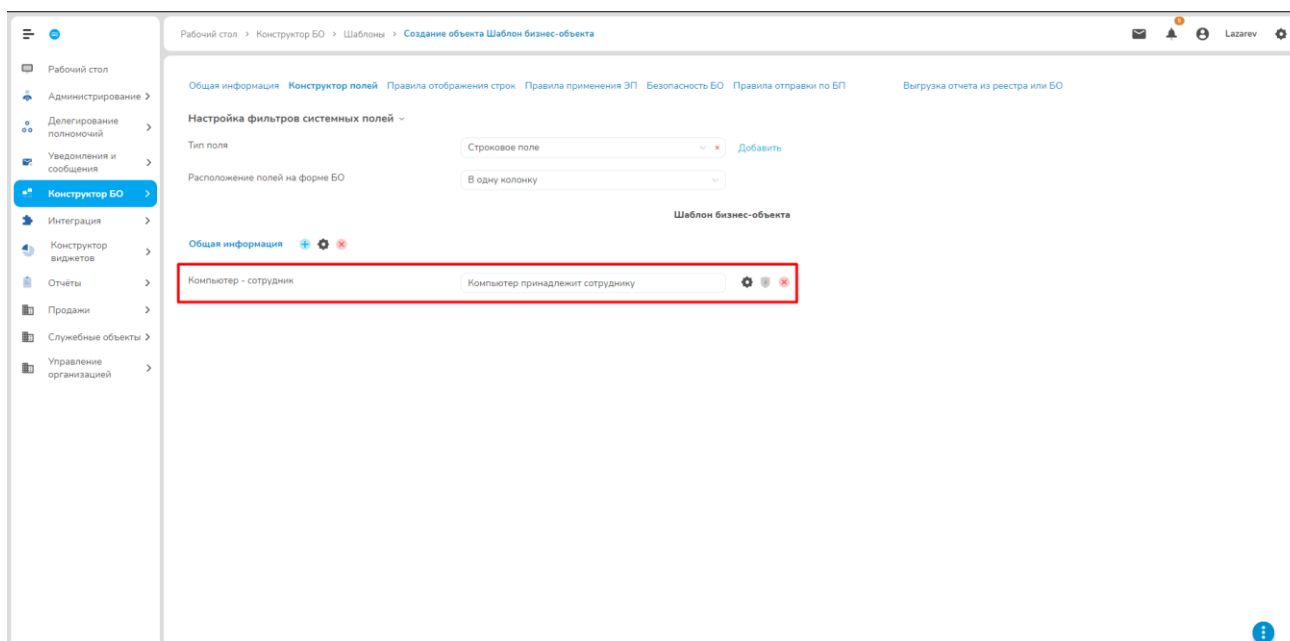 Рабочий стол > Конструктор БО > Шаблоны > Создание объекта Шаблон бизнес-объекта
Lazarev
Рабочий стол
Администрирование
Делегирование
полномочий
Уведомления и
сообщения
Конструктор БО
Интеграция
Конструктор
виджетов
Отчёты
Продажи
Служебные объекты
Управление
организацией
Общая информация Конструктор полей Правила отображения строк Правила применения ЭП Безопасность БО Правила отправки по БП Выгрузка отчета из реестра или БО
Настройка фильтров системных полей
Тип поля Строковое поле Добавить
Расположение полей на форме БО В одну колонку
Шаблон бизнес-объекта
Общая информация
Компьютер - сотрудник Компьютер принадлежит сотруднику